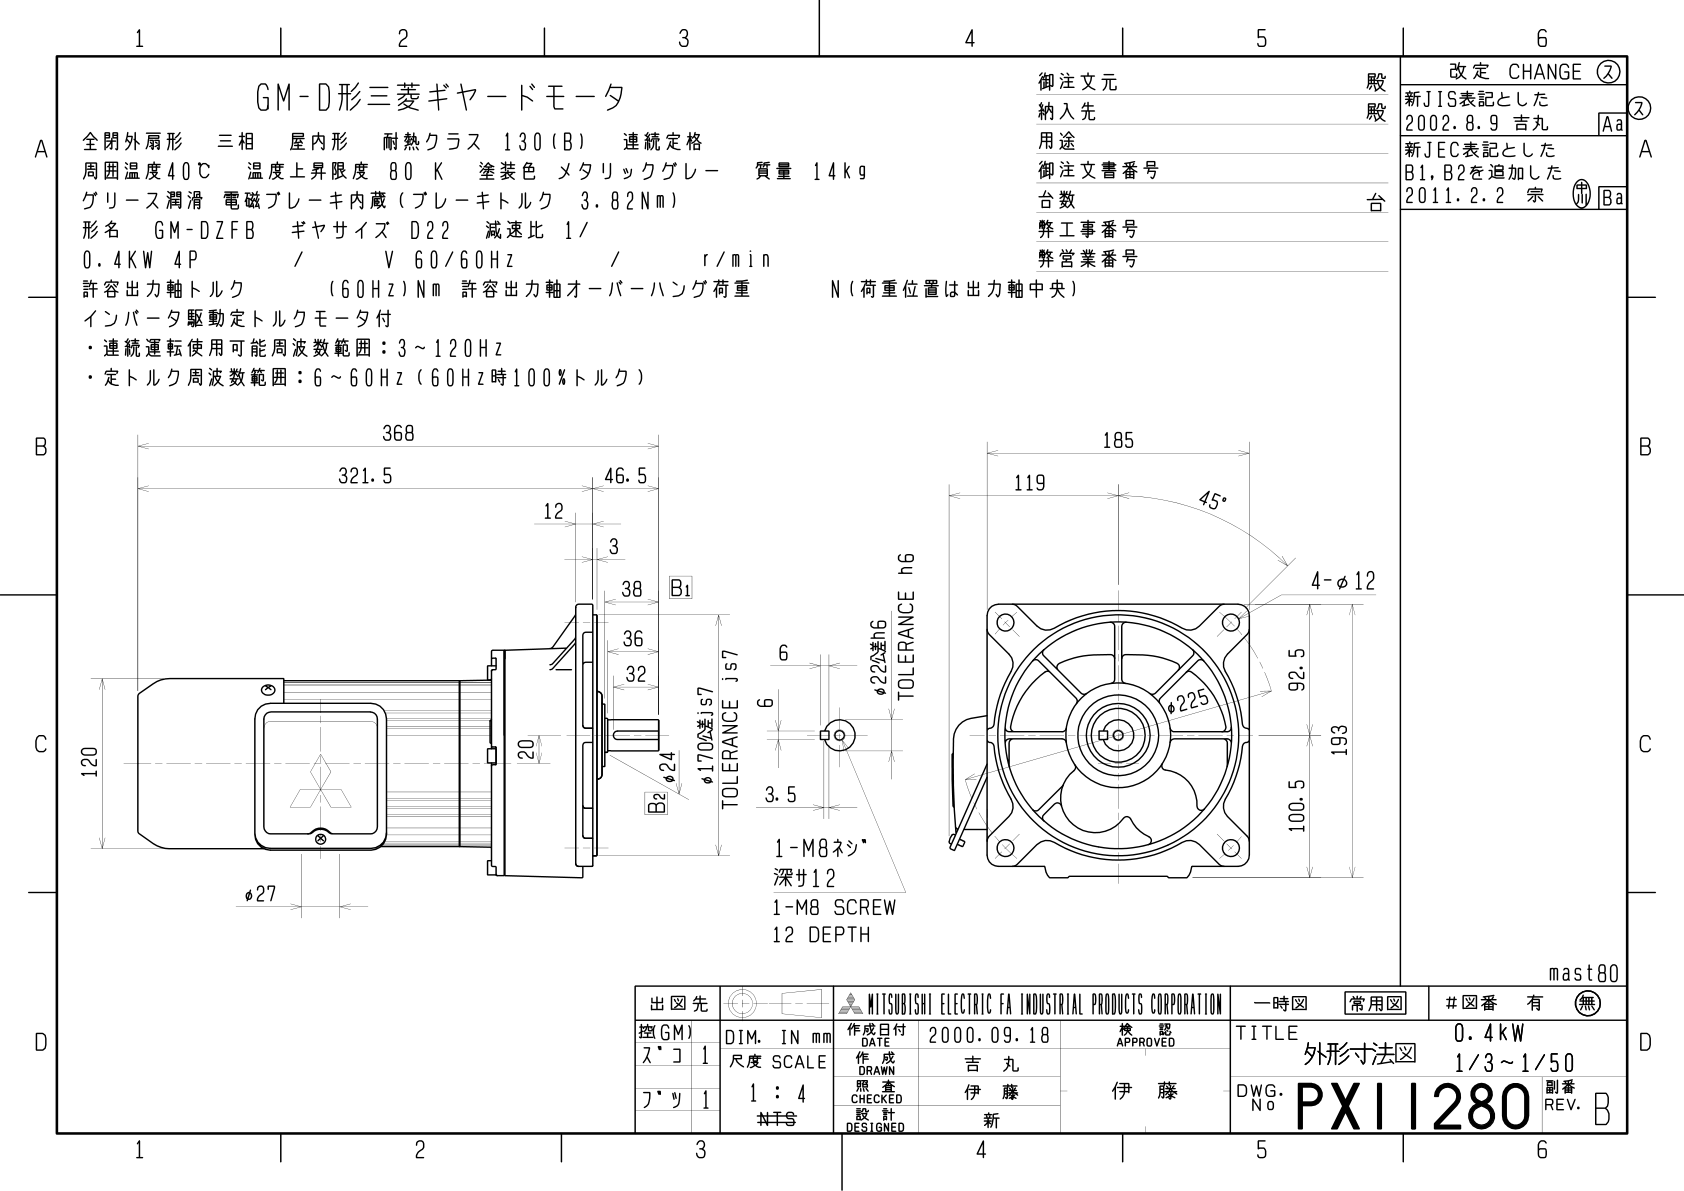 1 2 3 4 5 6
GM-D形三菱ギヤードモータ
全閉外扇形 三相 屋内形 耐熱クラス 130(B) 連続定格
周囲温度40℃ 温度上昇限度 80 K 塗装色 メタリックグレー 質量 14kg
グリース潤滑 電磁ブレーキ内蔵(ブレーキトルク 3.82Nm)
形名 GM-DZFB ギヤサイズ D22 減速比 1/
0.4KW 4P / V 60/60Hz / r/min
許容出力軸トルク (60Hz)Nm 許容出力軸オーバーハング荷重 N(荷重位置は出力軸中央)
インバータ駆動定トルクモータ付
・連続運転使用可能周波数範囲:3~120Hz
・定トルク周波数範囲:6~60Hz(60Hz時100%トルク)
御注文元 殿
納入先 殿
用途
御注文書番号
台数 台
弊工事番号
弊営業番号
改定 CHANGE ス
新JIS表記とした
2002.8.9 吉丸 Aa
ス
新JEC表記とした
B1,B2を追加した
2011.2.2 宗 中川 Ba
A A
B B
C C
D D
368
321.5 46.5
12
3
38 B1
36
32
120
20
φ24
B2
φ170公差js7
TOLERANCE js7
φ27
6
6
3.5
φ22公差h6
TOLERANCE h6
1-M8ネジ
深サ12
1-M8 SCREW
12 DEPTH
185
119
45°
4-φ12
φ225
92.5
193
100.5
mast80
出図先
控(GM)
ズコ 1
ブツ 1
DIM. IN mm
尺度 SCALE
1 : 4
NTS
MITSUBISHI ELECTRIC FA INDUSTRIAL PRODUCTS CORPORATION
作成日付
DATE
2000.09.18
検 認
APPROVED
作 成
DRAWN
吉 丸
照 査
CHECKED
伊 藤
伊 藤
設 計
DESIGNED
新
一時図 常用図 #図番 有 無
TITLE
外形寸法図
0.4kW
1/3~1/50
DWG.
No
PX11280
副番
REV.
B
1 2 3 4 5 6